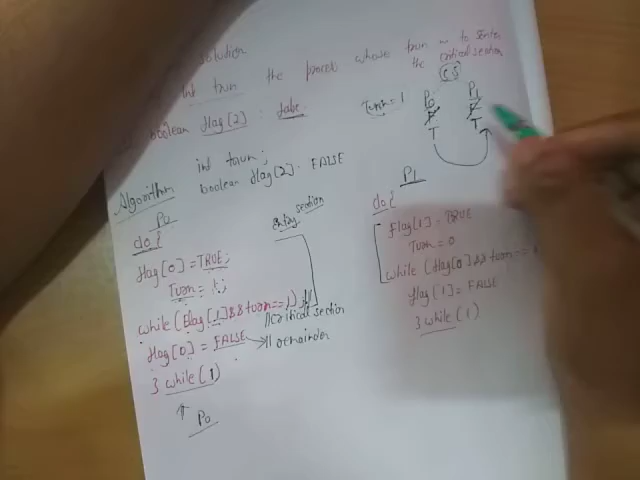 solution
int turn the process whose turn is to enter
the critical section
boolean flag[2] : false
CS
Turn = 1
P0
F
T
P1
F
T
int turn;
Algorithm boolean flag[2] . FALSE
P0
do{
flag[0] = TRUE;
Turn = 1;
while (flag[1] && turn == 1);
entry section
//critical section
flag[0] = FALSE
//remainder
} while (1)
P0
P1
do{
flag[1] = TRUE
Turn = 0
while (flag[0] && turn ==
flag[1] = FALSE
} while (1)